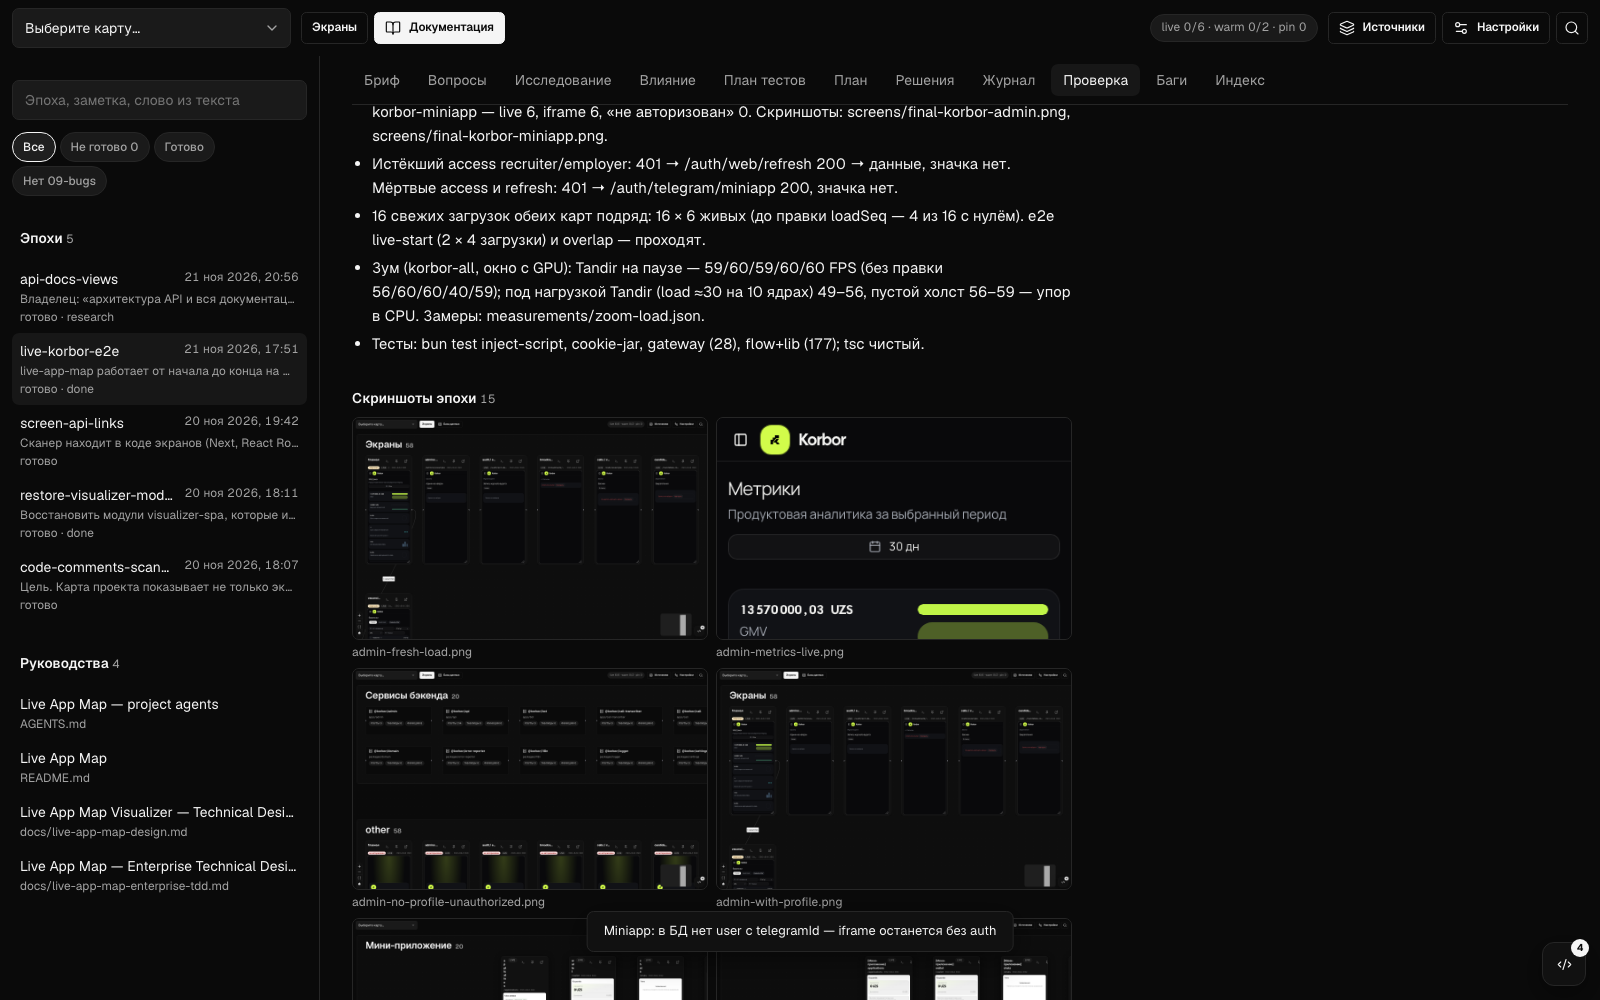 Выберите карту...
Экраны
Документация
live 0/6 · warm 0/2 · pin 0
Источники
Настройки
Эпоха, заметка, слово из текста
Все
Не готово 0
Готово
Нет 09-bugs
Эпохи 5
api-docs-views
21 ноя 2026, 20:56
Владелец: «архитектура API и вся документац...
готово · research
live-korbor-e2e
21 ноя 2026, 17:51
live-app-map работает от начала до конца на ...
готово · done
screen-api-links
20 ноя 2026, 19:42
Сканер находит в коде экранов (Next, React Ro...
готово
restore-visualizer-mod...
20 ноя 2026, 18:11
Восстановить модули visualizer-spa, которые и...
готово · done
code-comments-scan...
20 ноя 2026, 18:07
Цель. Карта проекта показывает не только эк...
готово
Руководства 4
Live App Map — project agents
AGENTS.md
Live App Map
README.md
Live App Map Visualizer — Technical Desi...
docs/live-app-map-design.md
Live App Map — Enterprise Technical Desi...
docs/live-app-map-enterprise-tdd.md
Бриф
Вопросы
Исследование
Влияние
План тестов
План
Решения
Журнал
Проверка
Баги
Индекс
korbor-miniapp — live 6, iframe 6, «не авторизован» 0. Скриншоты: screens/final-korbor-admin.png,
screens/final-korbor-miniapp.png.
• Истёкший access recruiter/employer: 401 → /auth/web/refresh 200 → данные, значка нет.
Мёртвые access и refresh: 401 → /auth/telegram/miniapp 200, значка нет.
• 16 свежих загрузок обеих карт подряд: 16 × 6 живых (до правки loadSeq — 4 из 16 с нулём). e2e
live-start (2 × 4 загрузки) и overlap — проходят.
• Зум (korbor-all, окно с GPU): Tandir на паузе — 59/60/59/60/60 FPS (без правки
56/60/60/40/59); под нагрузкой Tandir (load ≈30 на 10 ядрах) 49–56, пустой холст 56–59 — упор
в CPU. Замеры: measurements/zoom-load.json.
• Тесты: bun test inject-script, cookie-jar, gateway (28), flow+lib (177); tsc чистый.
Скриншоты эпохи 15
Экраны 58
admin-fresh-load.png
Korbor
Метрики
Продуктовая аналитика за выбранный период
30 дн
13 570 000,03 UZS
GMV
admin-metrics-live.png
Сервисы бэкенда 20
other 58
admin-no-profile-unauthorized.png
Экраны 58
admin-with-profile.png
Мини-приложение 20
Miniapp: в БД нет user с telegramId — iframe останется без auth
4